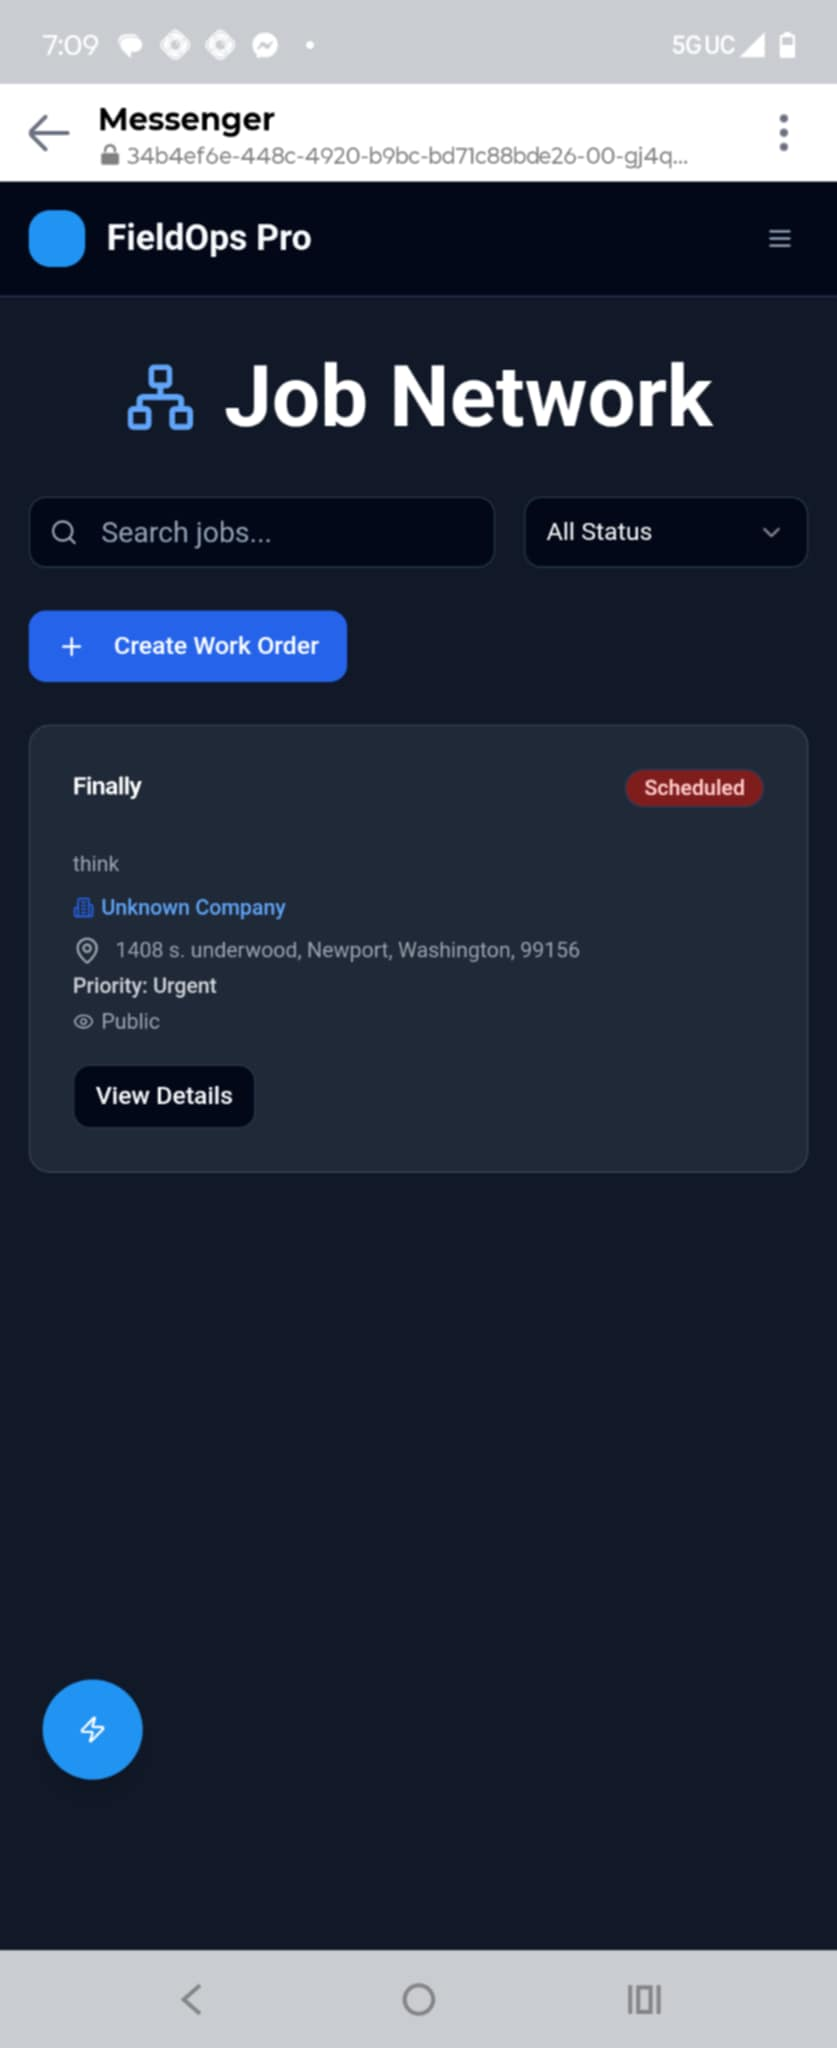 7:09
5G UC
Messenger
34b4ef6e-448c-4920-b9bc-bd71c88bde26-00-gj4q...
FieldOps Pro
Job Network
Search jobs...
All Status
+ Create Work Order
Finally
Scheduled
think
Unknown Company
1408 s. underwood, Newport, Washington, 99156
Priority: Urgent
Public
View Details